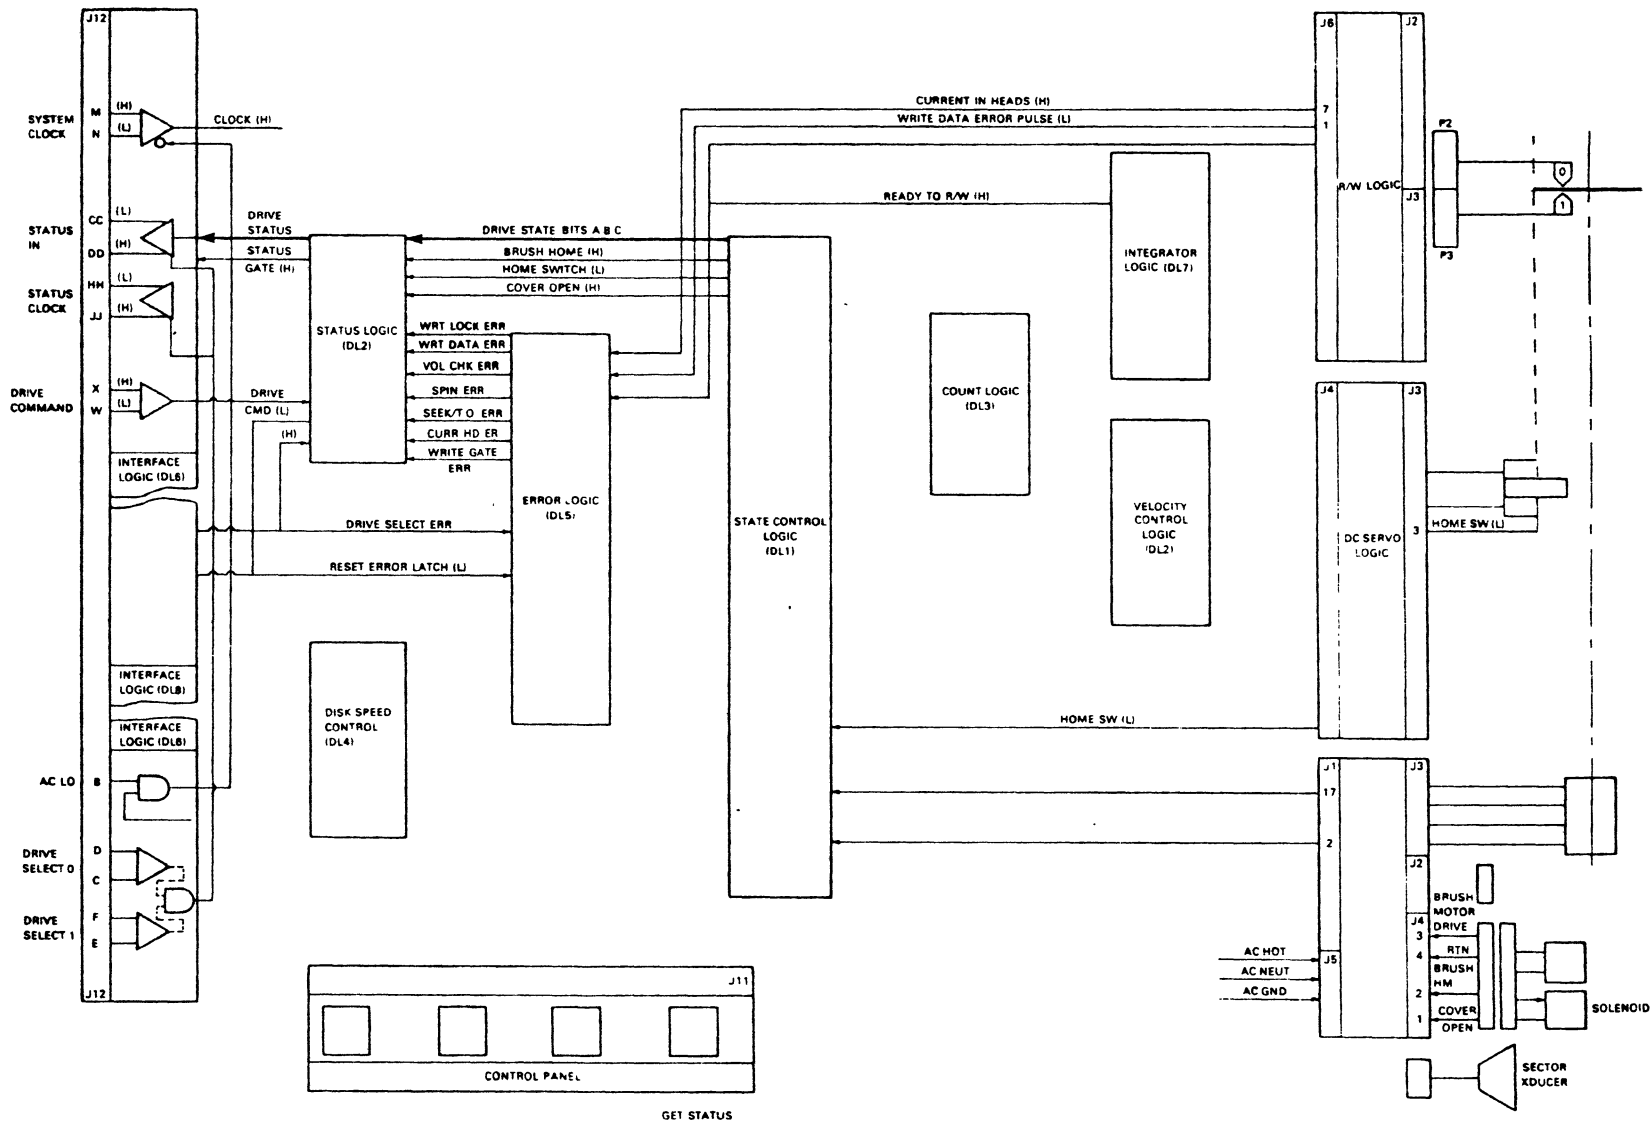 J12
SYSTEM
CLOCK
M
N
(H)
(L)
CLOCK (H)
STATUS
IN
CC
DD
(L)
(H)
DRIVE
STATUS
STATUS
GATE (H)
STATUS
CLOCK
HH
JJ
(L)
(H)
DRIVE
COMMAND
X
W
(H)
(L)
DRIVE
CMD (L)
(H)
INTERFACE
LOGIC (DL6)
INTERFACE
LOGIC (DL8)
INTERFACE
LOGIC (DL6)
AC LO
B
DRIVE
SELECT 0
D
C
DRIVE
SELECT 1
F
E
J12
STATUS LOGIC
(DL2)
DRIVE STATE BITS A B C
BRUSH HOME (H)
HOME SWITCH (L)
COVER OPEN (H)
WRT LOCK ERR
WRT DATA ERR
VOL CHK ERR
SPIN ERR
SEEK/T O ERR
CURR HD ER
WRITE GATE
ERR
DRIVE SELECT ERR
RESET ERROR LATCH (L)
ERROR LOGIC
(DL5)
DISK SPEED
CONTROL
(DL4)
STATE CONTROL
LOGIC
(DL1)
CURRENT IN HEADS (H)
WRITE DATA ERROR PULSE (L)
READY TO R/W (H)
INTEGRATOR
LOGIC (DL7)
COUNT LOGIC
(DL3)
VELOCITY
CONTROL
LOGIC
(DL2)
J6
J2
7
1
R/W LOGIC
J3
P2
P3
0
1
J4
J3
DC SERVO
LOGIC
3
HOME SW (L)
HOME SW (L)
J1
J3
17
2
J2
BRUSH
MOTOR
J4
DRIVE
3
RTN
4
BRUSH
HM
2
COVER
1
OPEN
J5
AC HOT
AC NEUT
AC GND
SOLENOID
SECTOR
XDUCER
J11
CONTROL PANEL
GET STATUS